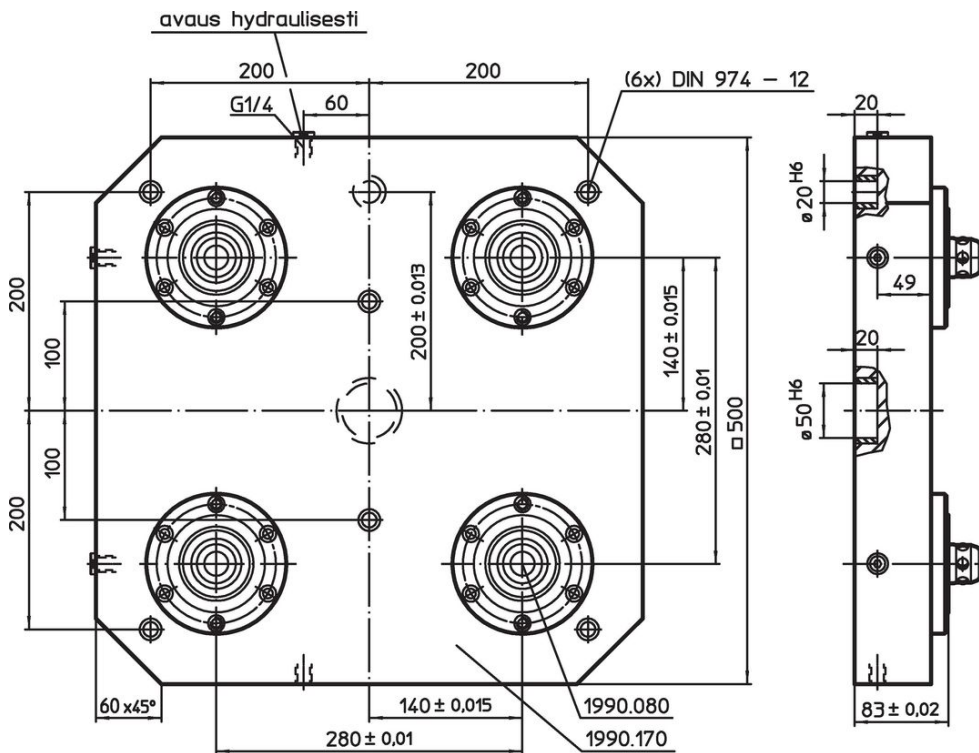 avaus hydraulisesti
200
200
(6x) DIN 974 – 12
G1/4
60
20
⌀20 H6
200
100
200 ± 0,013
140 ± 0,015
280 ± 0,01
□ 500
49
20
⌀50 H6
100
200
60 x45°
140 ± 0,015
280 ± 0,01
1990.080
1990.170
83 ± 0,02